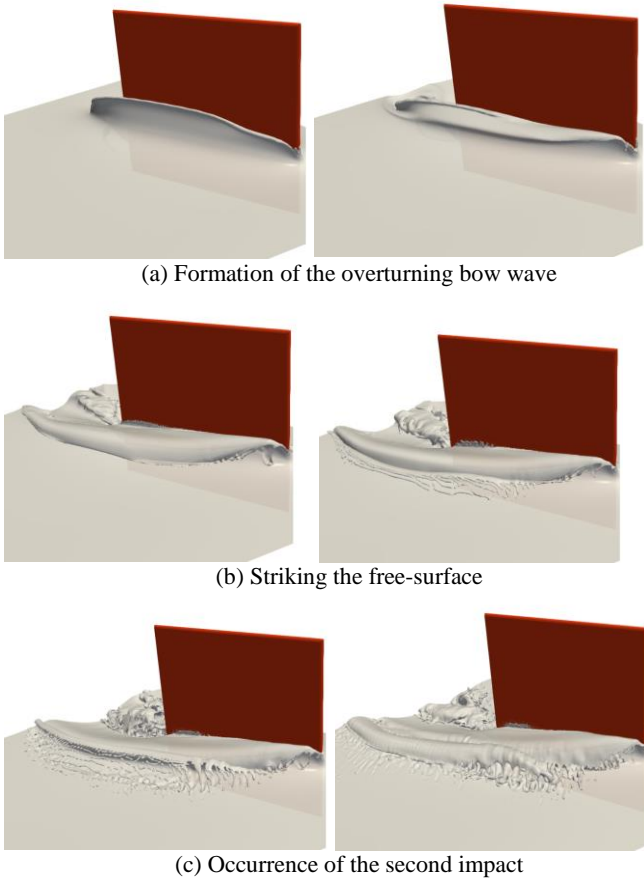 (a) Formation of the overturning bow wave
(b) Striking the free-surface
(c) Occurrence of the second impact